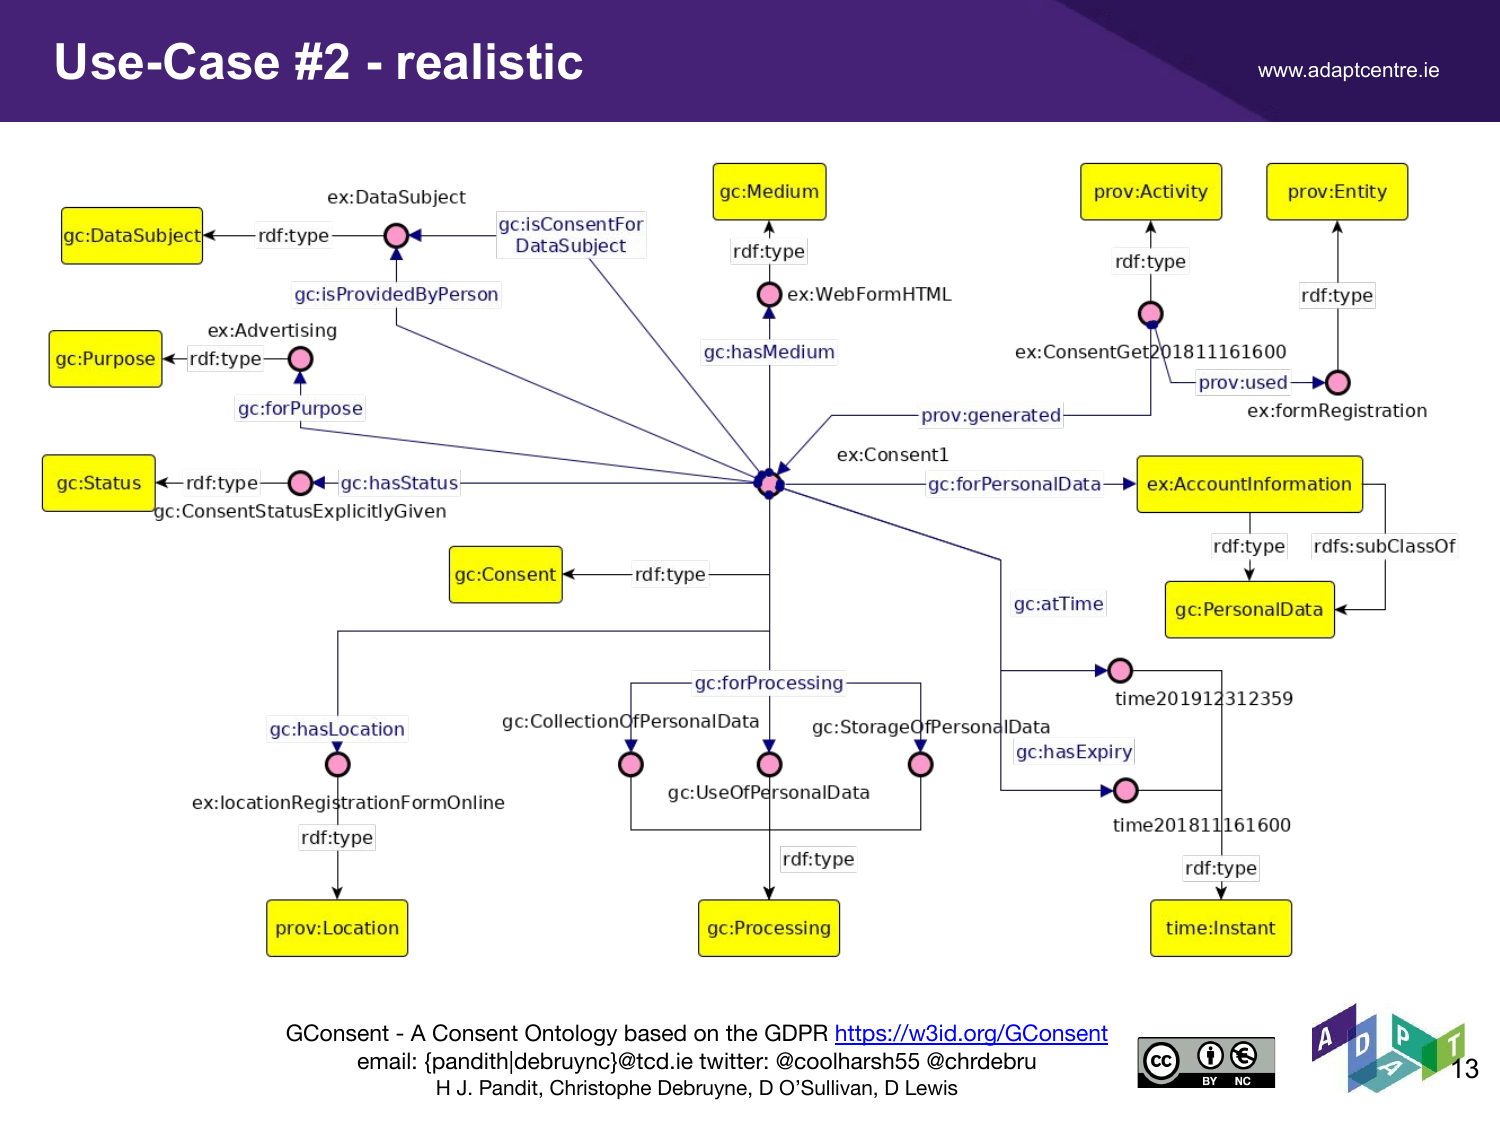 Use-Case #2 - realistic
www.adaptcentre.ie
ex:DataSubject
gc:DataSubject
rdf:type
gc:isConsentFor
DataSubject
gc:isProvidedByPerson
gc:Medium
rdf:type
ex:WebFormHTML
gc:hasMedium
prov:Activity
prov:Entity
rdf:type
rdf:type
ex:ConsentGet201811161600
prov:used
ex:formRegistration
prov:generated
ex:Advertising
gc:Purpose
rdf:type
gc:forPurpose
ex:Consent1
gc:Status
rdf:type
gc:hasStatus
gc:ConsentStatusExplicitlyGiven
gc:forPersonalData
ex:AccountInformation
rdf:type
rdfs:subClassOf
gc:PersonalData
gc:Consent
rdf:type
gc:atTime
time201912312359
gc:hasExpiry
time201811161600
rdf:type
time:Instant
gc:forProcessing
gc:CollectionOfPersonalData
gc:StorageOfPersonalData
gc:UseOfPersonalData
rdf:type
gc:Processing
gc:hasLocation
ex:locationRegistrationFormOnline
rdf:type
prov:Location
GConsent - A Consent Ontology based on the GDPR https://w3id.org/GConsent
email: {pandith|debruync}@tcd.ie twitter: @coolharsh55 @chrdebru
H J. Pandit, Christophe Debruyne, D O’Sullivan, D Lewis
cc
BY NC
ADAPT
13